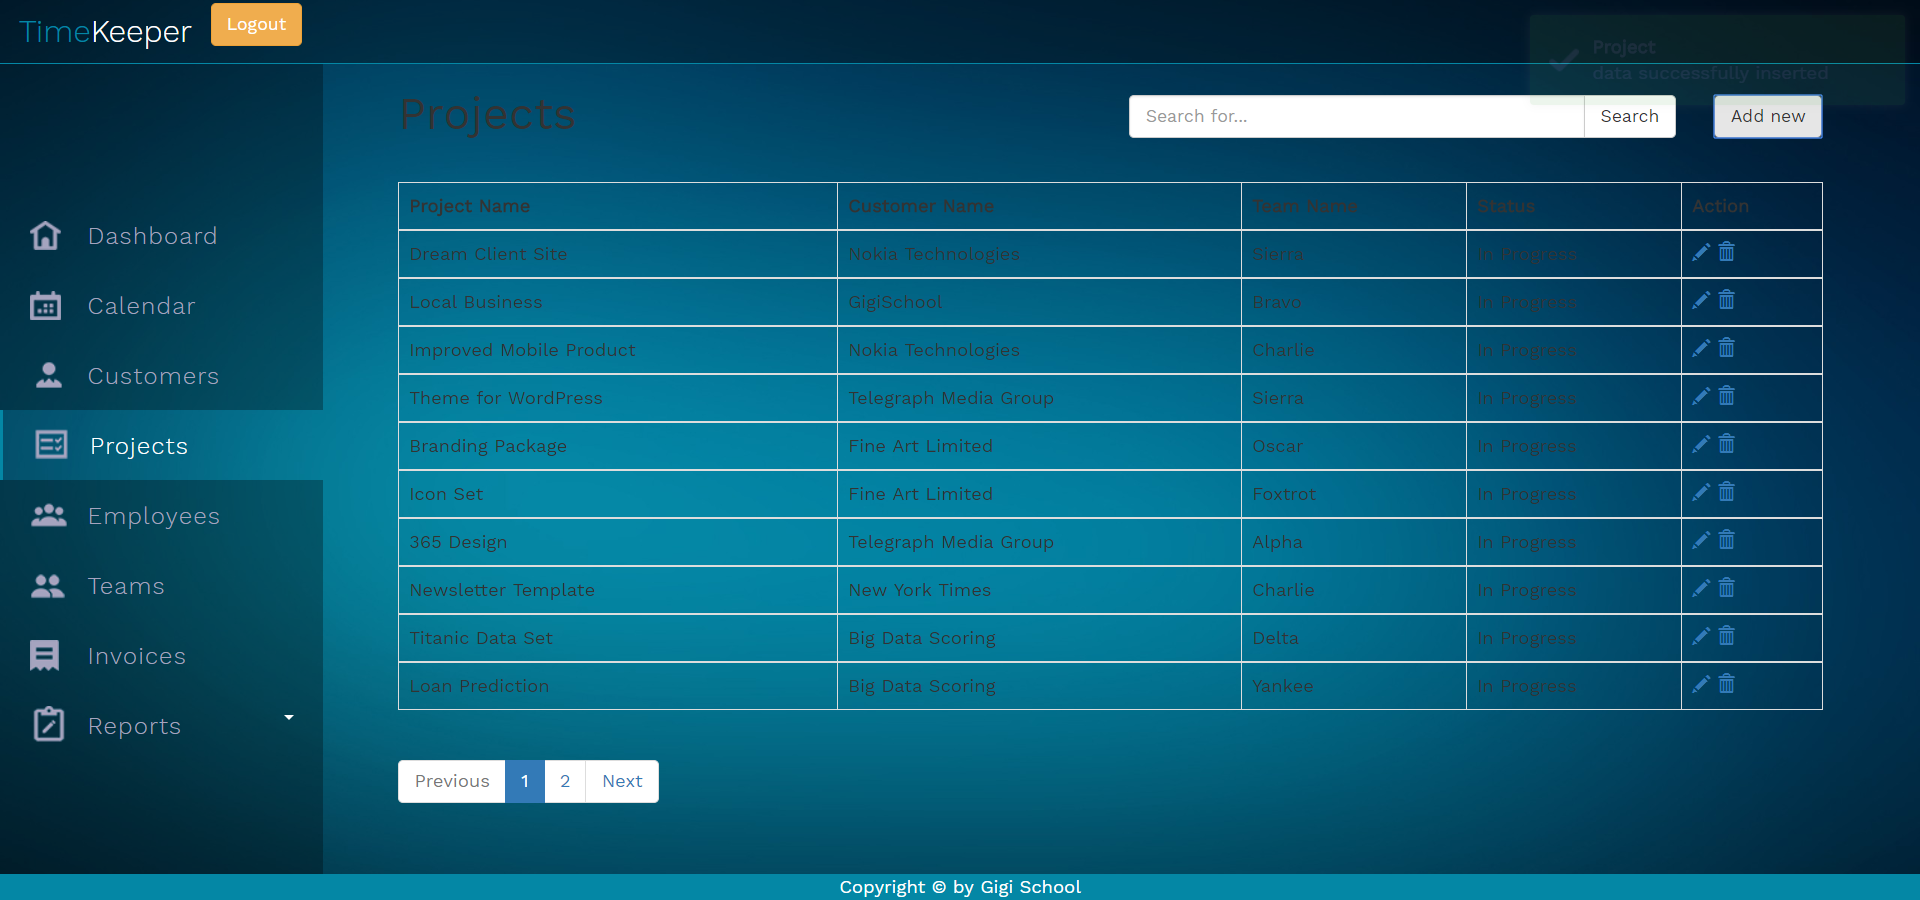 TimeKeeper Logout
Project
data successfully inserted
Projects
Search for... Search Add new
Project Name Customer Name Team Name Status Action
Dream Client Site Nokia Technologies Sierra In Progress
Local Business GigiSchool Bravo In Progress
Improved Mobile Product Nokia Technologies Charlie In Progress
Theme for WordPress Telegraph Media Group Sierra In Progress
Branding Package Fine Art Limited Oscar In Progress
Icon Set Fine Art Limited Foxtrot In Progress
365 Design Telegraph Media Group Alpha In Progress
Newsletter Template New York Times Charlie In Progress
Titanic Data Set Big Data Scoring Delta In Progress
Loan Prediction Big Data Scoring Yankee In Progress
Dashboard
Calendar
Customers
Projects
Employees
Teams
Invoices
Reports
Previous 1 2 Next
Copyright © by Gigi School